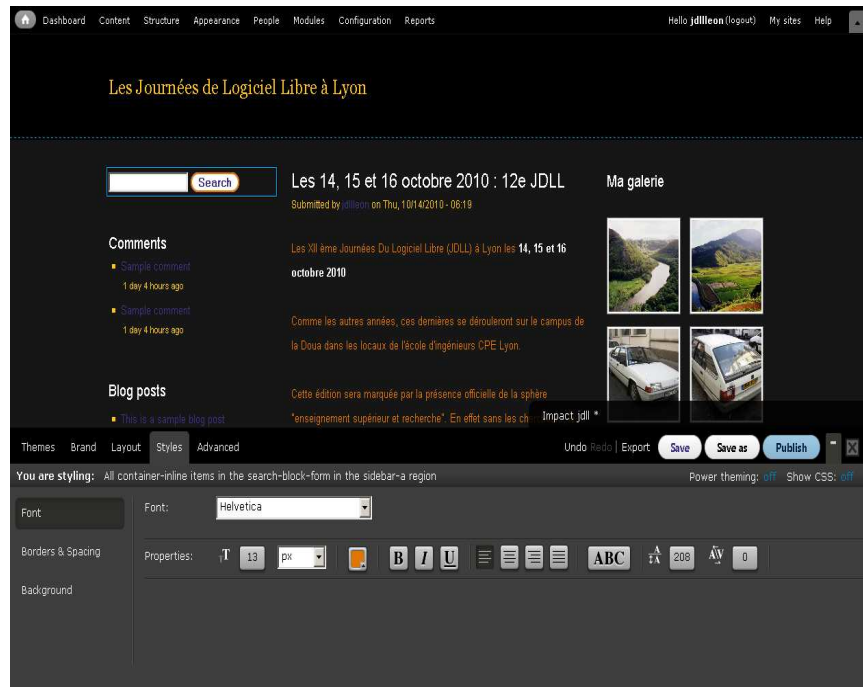 Dashboard Content Structure Appearance People Modules Configuration Reports Hello jdllleon (logout) My sites Help
Les Journées de Logiciel Libre à Lyon
Search
Les 14, 15 et 16 octobre 2010 : 12e JDLL
Submitted by jdllleon on Thu, 10/14/2010 - 06:19
Les XII ème Journées Du Logiciel Libre (JDLL) à Lyon les 14, 15 et 16
octobre 2010
Comme les autres années, ces dernières se dérouleront sur le campus de
la Doua dans les locaux de l'école d'ingénieurs CPE Lyon.
Cette édition sera marquée par la présence officielle de la sphère
"enseignement supérieur et recherche". En effet sans les ch
Ma galerie
Comments
Sample comment
1 day 4 hours ago
Sample comment
1 day 4 hours ago
Blog posts
This is a sample blog post
Impact jdll *
Themes Brand Layout Styles Advanced Undo Redo | Export Save Save as Publish
You are styling: All container-inline items in the search-block-form in the sidebar-a region Power theming: off Show CSS: off
Font
Borders & Spacing
Background
Font: Helvetica
Properties: TT 13 px B I U ABC 208 AV 0